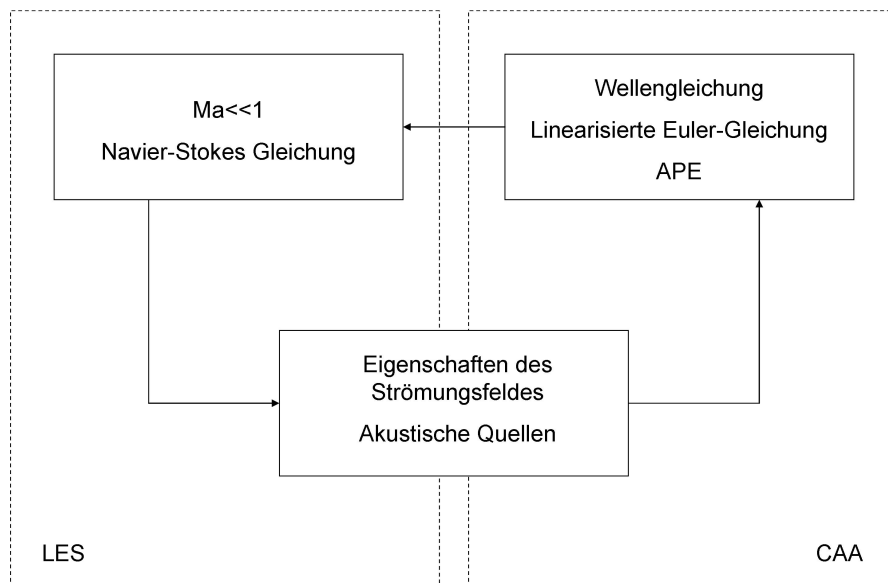 Ma<<1
Navier-Stokes Gleichung
Wellengleichung
Linearisierte Euler-Gleichung
APE
Eigenschaften des
Strömungsfeldes
Akustische Quellen
LES
CAA